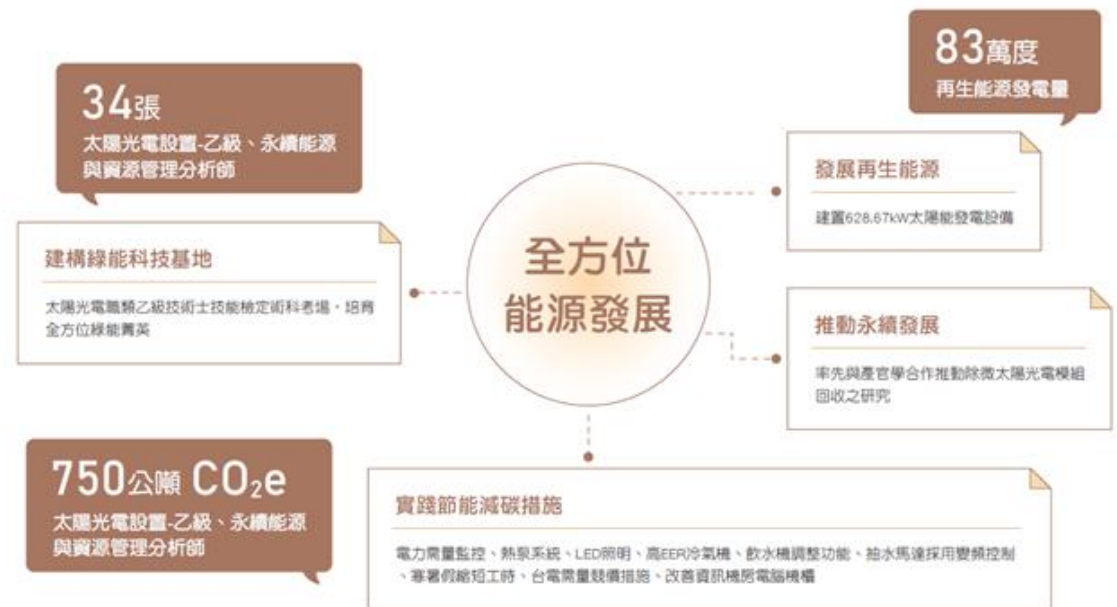 83萬度
再生能源發電量
34張
太陽光電設置-乙級、永續能源
與資源管理分析師
發展再生能源
建置628.67kW太陽能發電設備
全方位
能源發展
建構綠能科技基地
太陽光電職類乙級技術士技能檢定術科考場，培育
全方位綠能菁英
推動永續發展
率先與產官學合作推動除微太陽光電模組
回收之研究
750公噸 CO₂e
太陽光電設置-乙級、永續能源
與資源管理分析師
實踐節能減碳措施
電力需量監控、熱泵系統、LED照明、高EER冷氣機、飲水機調整功能、抽水馬達採用變頻控制
、寒暑假縮短工時、台電需量競價措施、改善資訊機房電腦機櫃